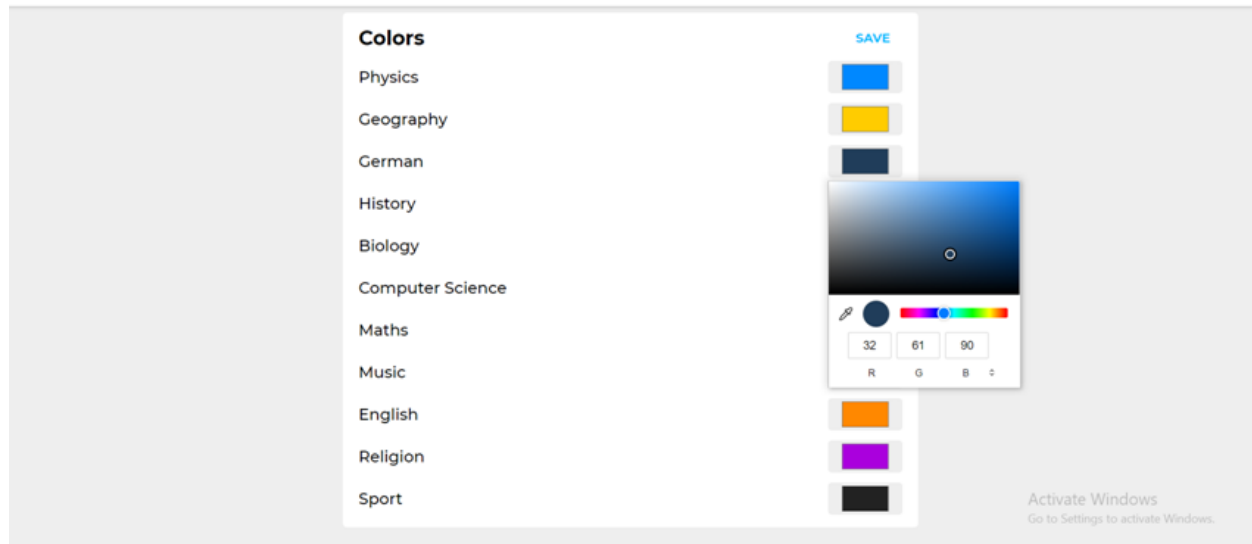 Colors SAVE
Physics
Geography
German
History
Biology
Computer Science
Maths
32 61 90
Music
R G B
English
Religion
Sport
Activate Windows
Go to Settings to activate Windows.